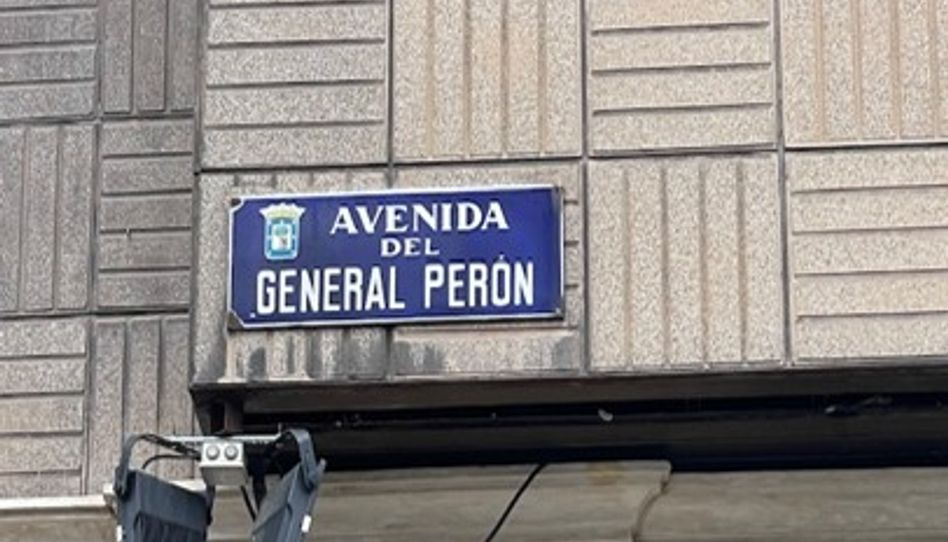 AVENIDA
DEL
GENERAL PERÓN